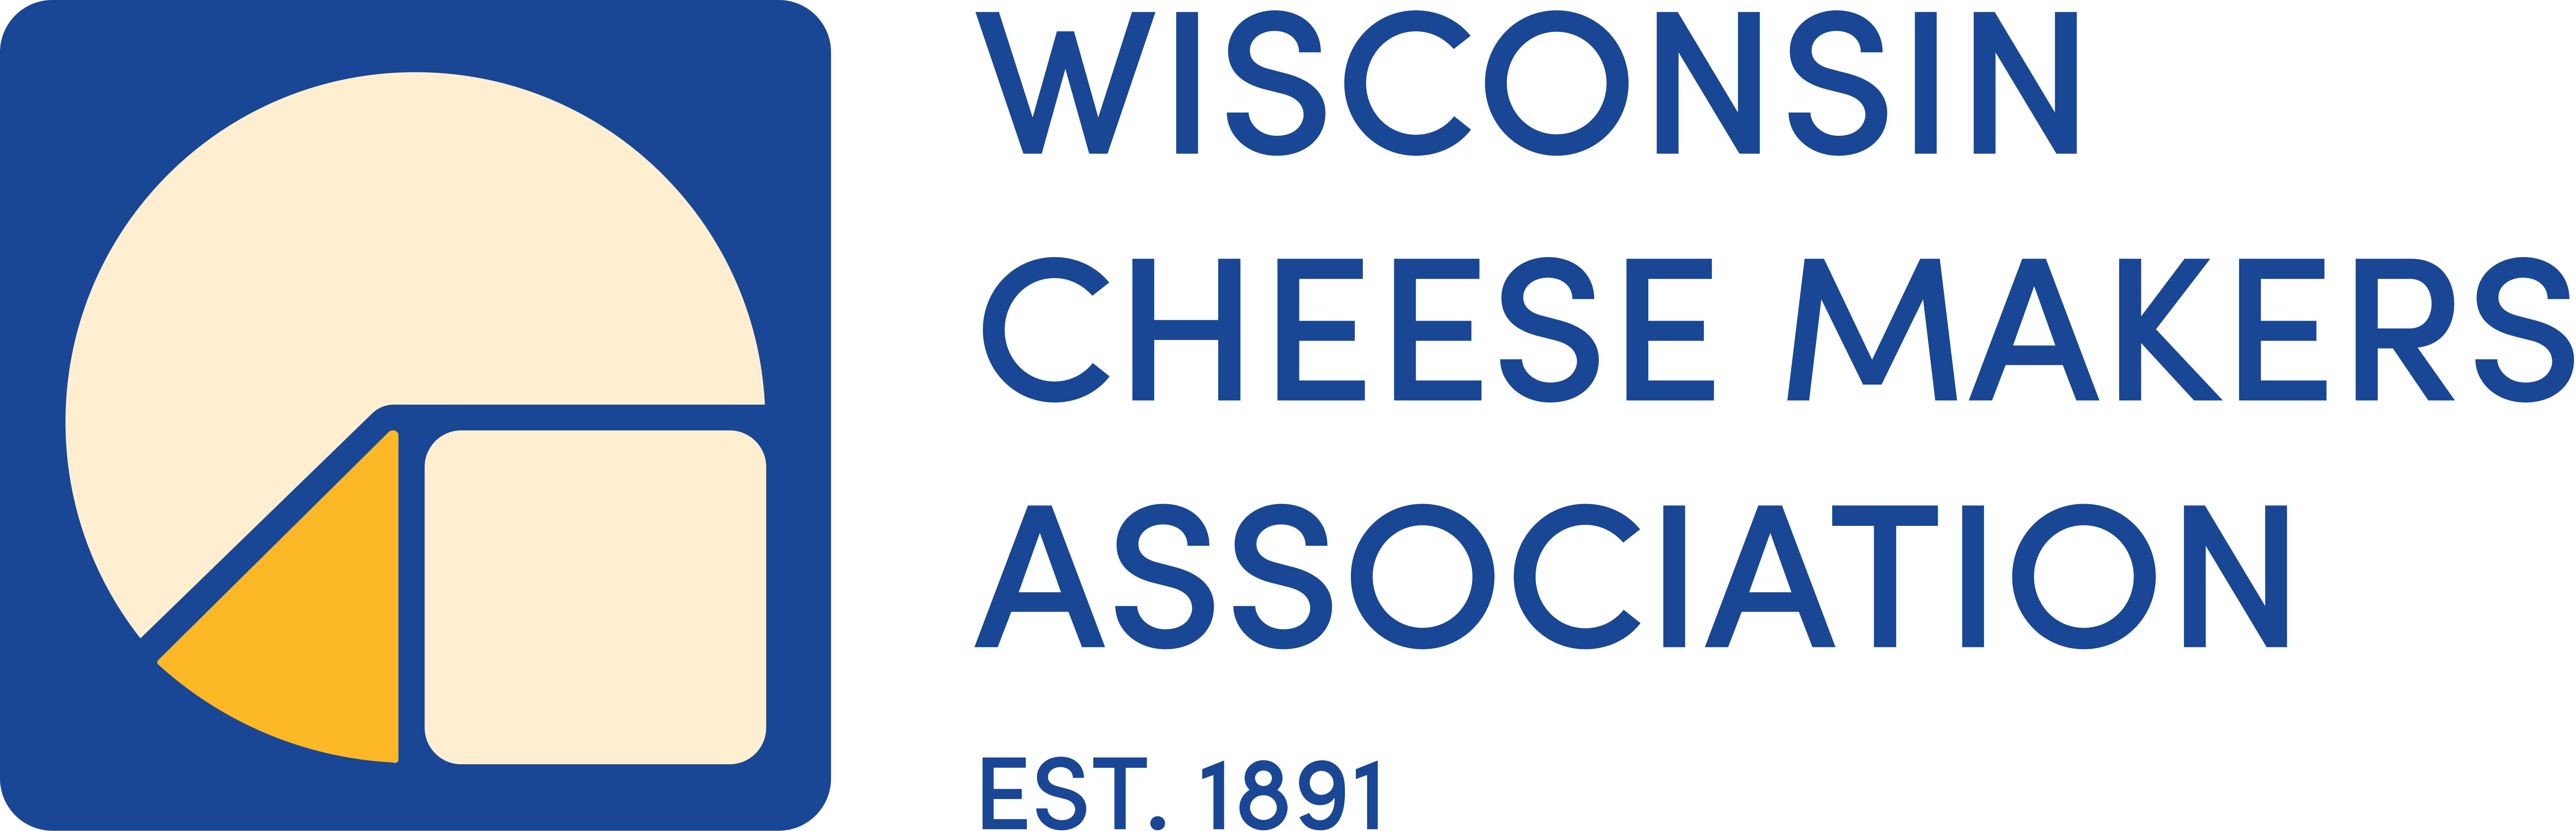 WISCONSIN
CHEESE MAKERS
ASSOCIATION
EST. 1891